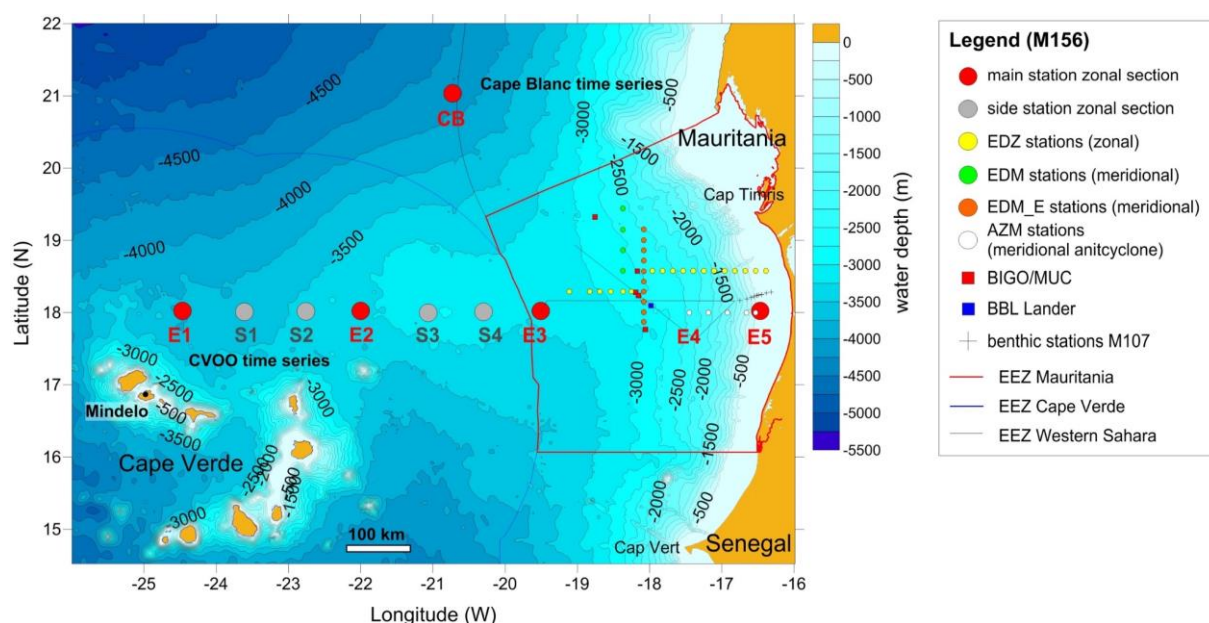 22
21
20
19
18
17
16
15
Latitude (N)
-25
-24
-23
-22
-21
-20
-19
-18
-17
-16
Longitude (W)
-4500
-4500
-4000
-4000
-3500
Cape Blanc time series
CB
-3000
-2500
-1500
-500
Mauritania
Cap Timris
-2000
-1500
E1
S1
S2
E2
S3
S4
E3
E4
E5
CVOO time series
-3000
-2500
-500
-3500
Mindelo
Cape Verde
-3000
-2500
-2000
-500
-1500
-3000
-3000
-2500
-2000
-500
-1500
-2000
-500
100 km
Cap Vert
Senegal
0
-500
-1000
-1500
-2000
-2500
-3000
-3500
-4000
-4500
-5000
-5500
water depth (m)
Legend (M156)
main station zonal section
side station zonal section
EDZ stations (zonal)
EDM stations (meridional)
EDM_E stations (meridional)
AZM stations
(meridional anitcyclone)
BIGO/MUC
BBL Lander
benthic stations M107
EEZ Mauritania
EEZ Cape Verde
EEZ Western Sahara